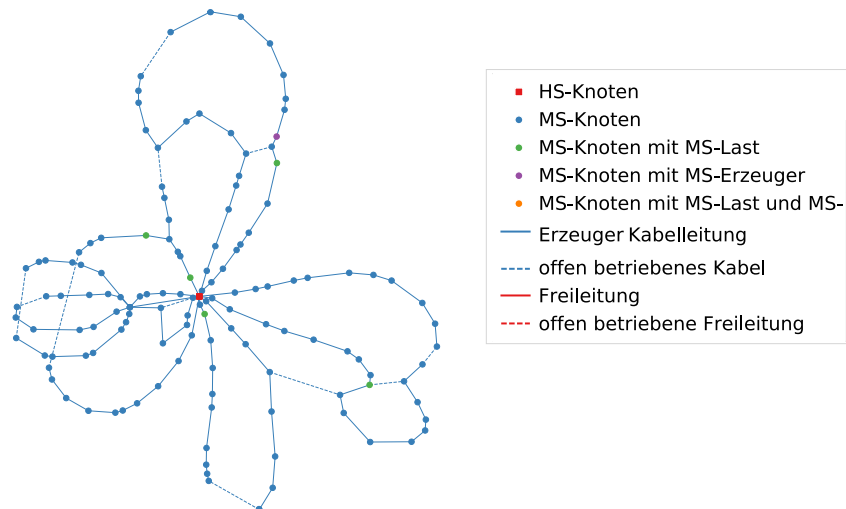 HS-Knoten
MS-Knoten
MS-Knoten mit MS-Last
MS-Knoten mit MS-Erzeuger
MS-Knoten mit MS-Last und MS-
Erzeuger Kabelleitung
offen betriebenes Kabel
Freileitung
offen betriebene Freileitung